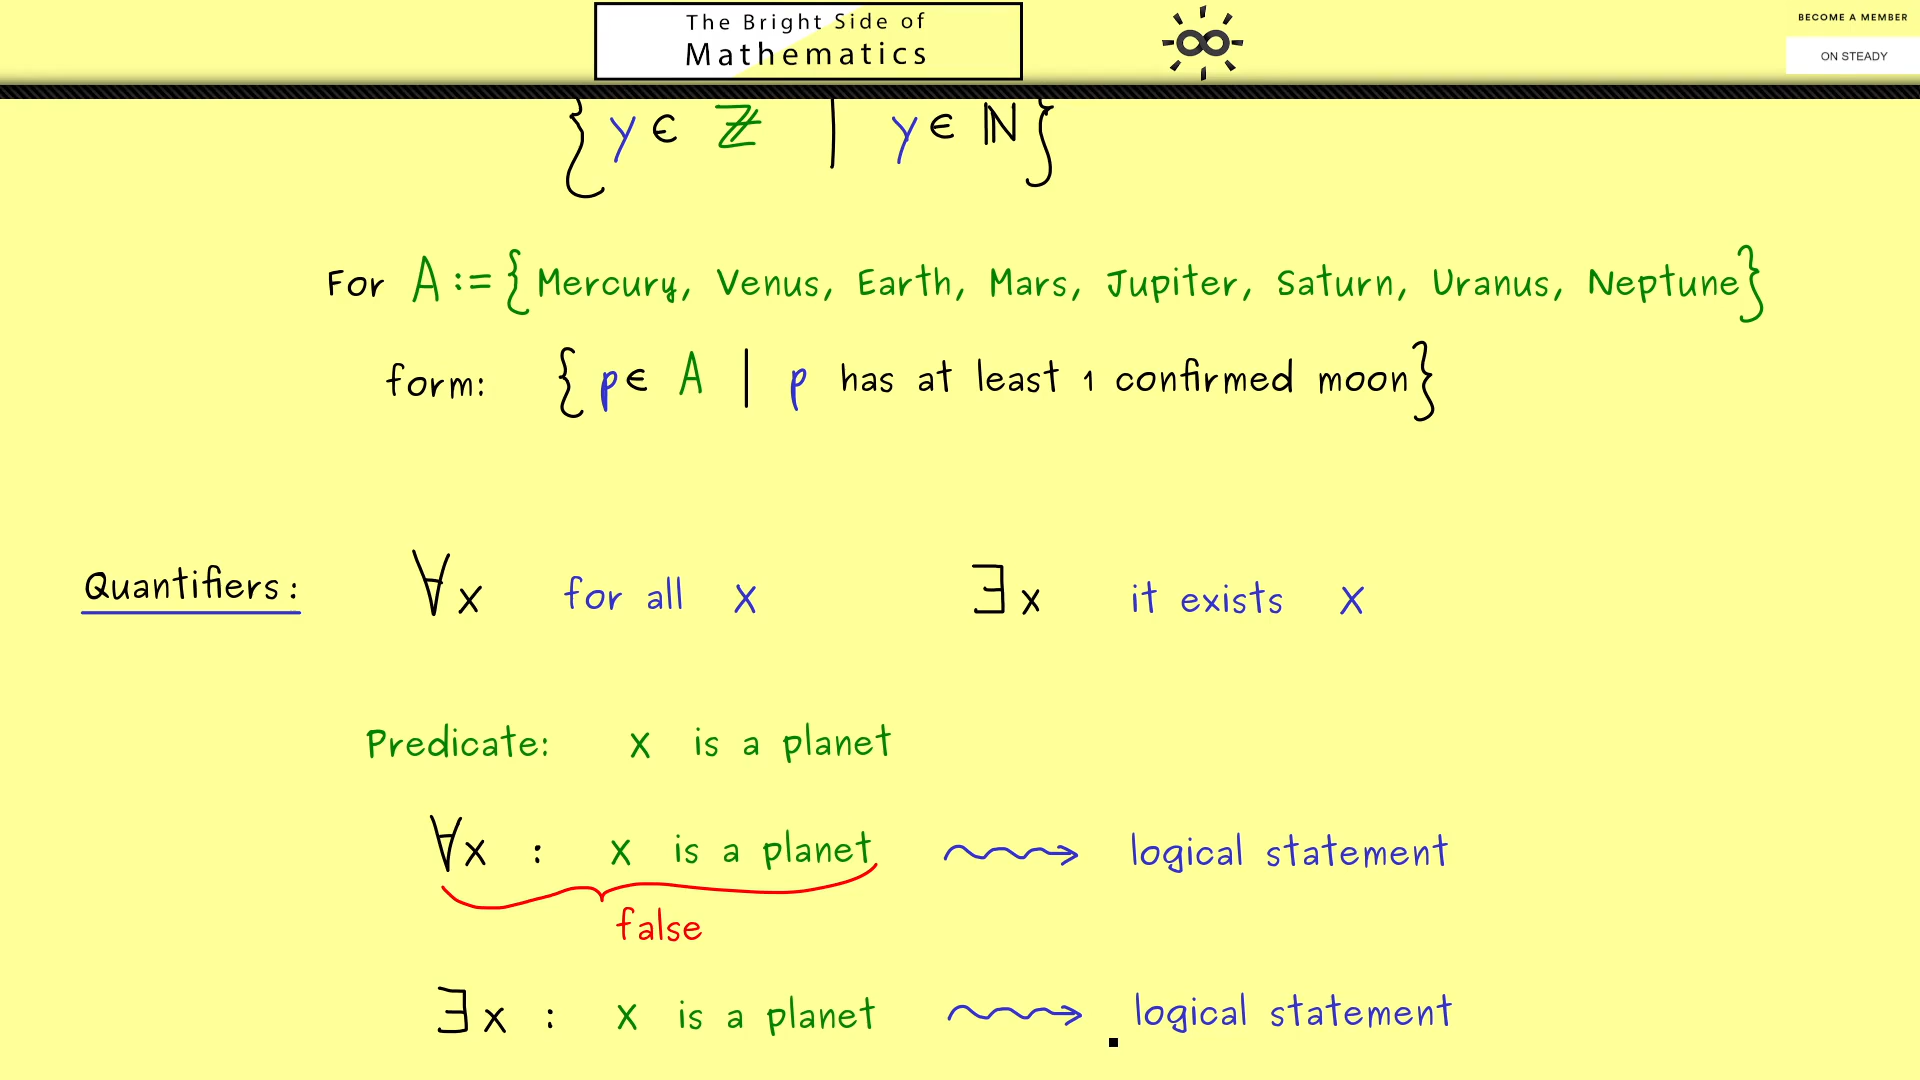 The Bright Side of
Mathematics
BECOME A MEMBER
ON STEADY
{ y ∈ ℤ | y ∈ ℕ }
For A := { Mercury, Venus, Earth, Mars, Jupiter, Saturn, Uranus, Neptune }
form: { p ∈ A | p has at least 1 confirmed moon }
Quantifiers: ∀x for all x ∃x it exists x
Predicate: x is a planet
∀x : x is a planet ⇝ logical statement
false
∃x : x is a planet ⇝ logical statement